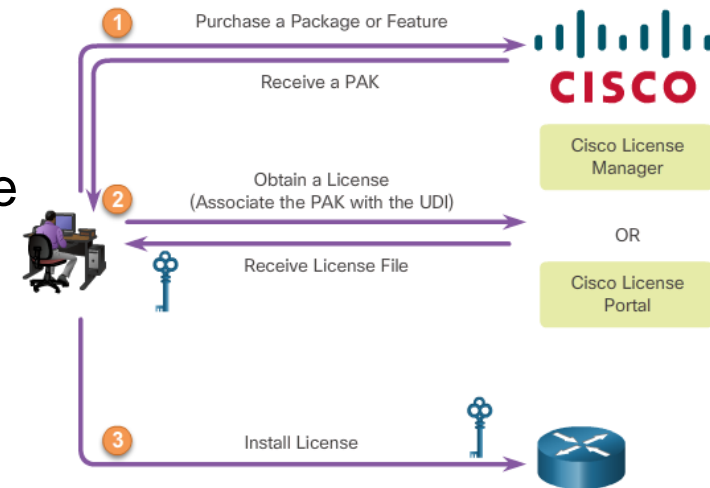 1
Purchase a Package or Feature
Receive a PAK
CISCO
Cisco License
Manager
e
2
Obtain a License
(Associate the PAK with the UDI)
OR
Receive License File
Cisco License
Portal
3
Install License